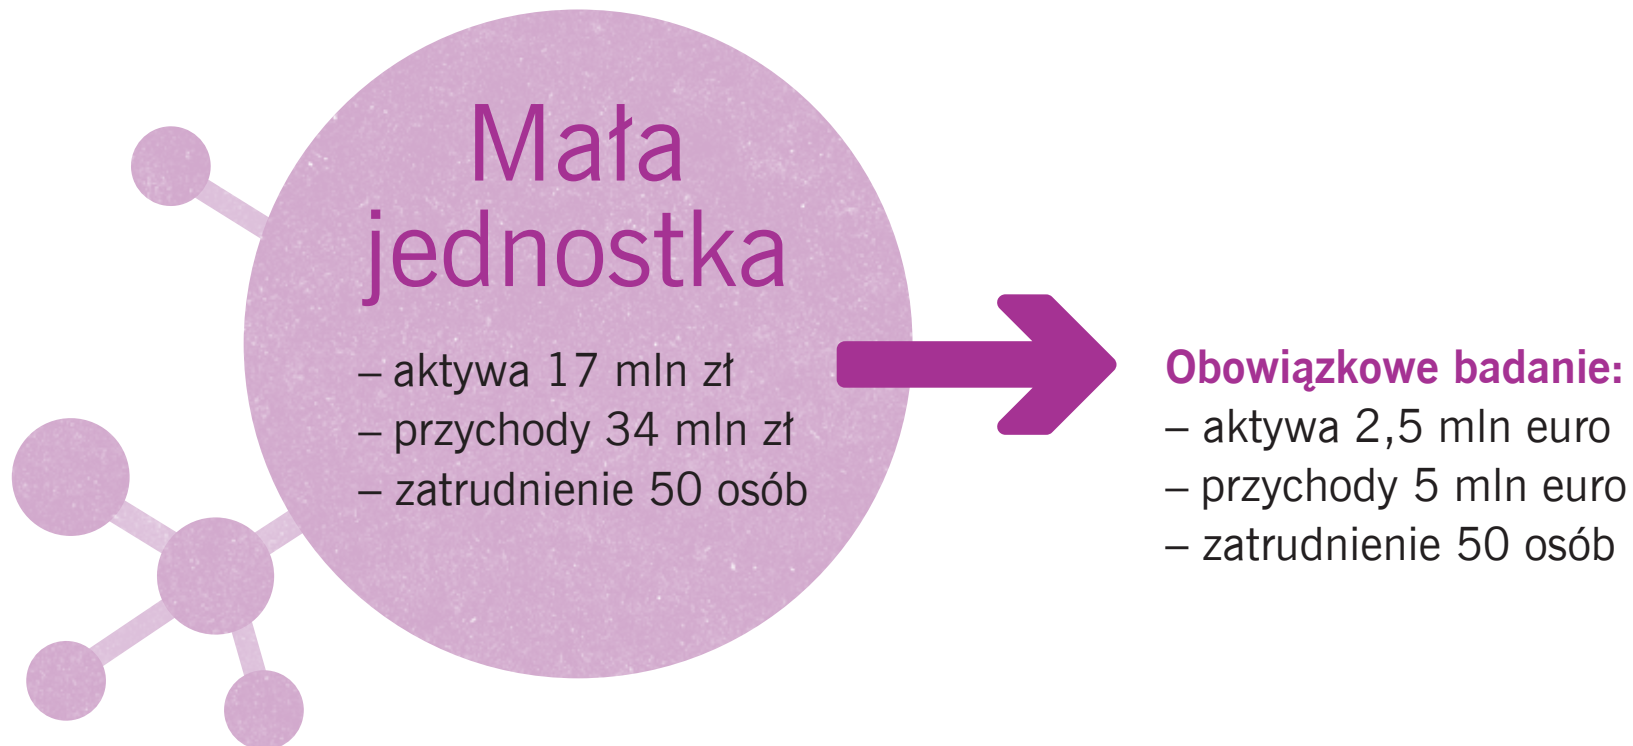 Mała
jednostka
– aktywa 17 mln zł
– przychody 34 mln zł
– zatrudnienie 50 osób
Obowiązkowe badanie:
– aktywa 2,5 mln euro
– przychody 5 mln euro
– zatrudnienie 50 osób